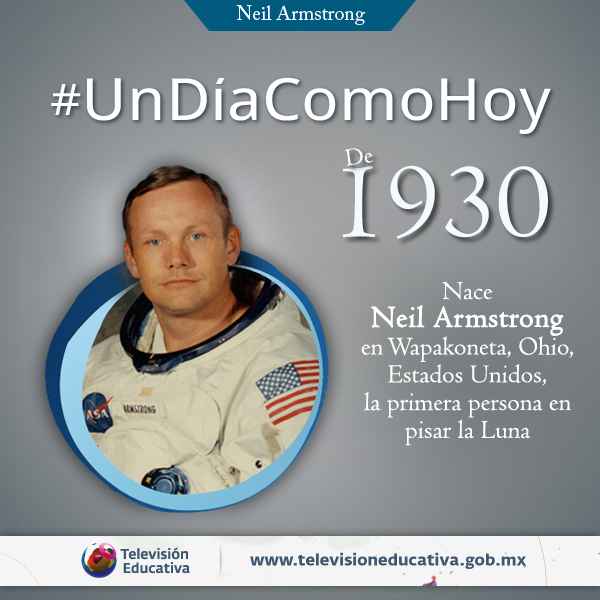 Neil Armstrong
#UnDíaComoHoy
De
1930
Nace
Neil Armstrong
en Wapakoneta, Ohio,
Estados Unidos,
la primera persona en
pisar la Luna
NASA
ARMSTRONG
Televisión
Educativa
www.televisioneducativa.gob.mx